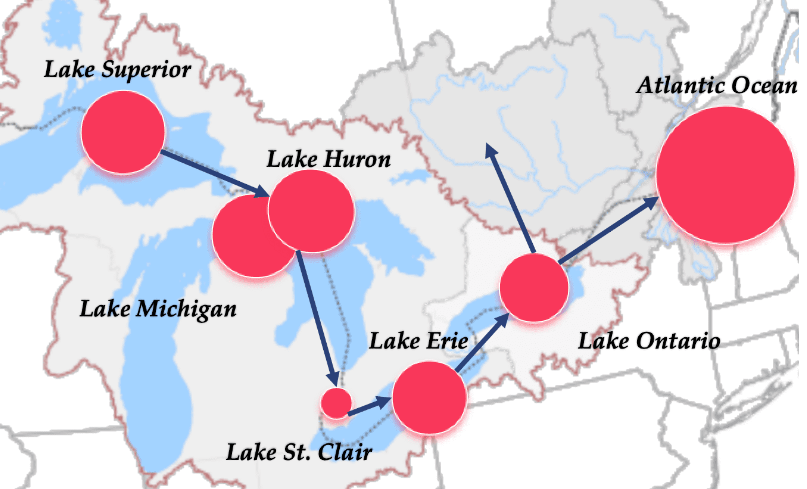 Lake Superior
Atlantic Ocean
Lake Huron
Lake Michigan
Lake Erie
Lake Ontario
Lake St. Clair